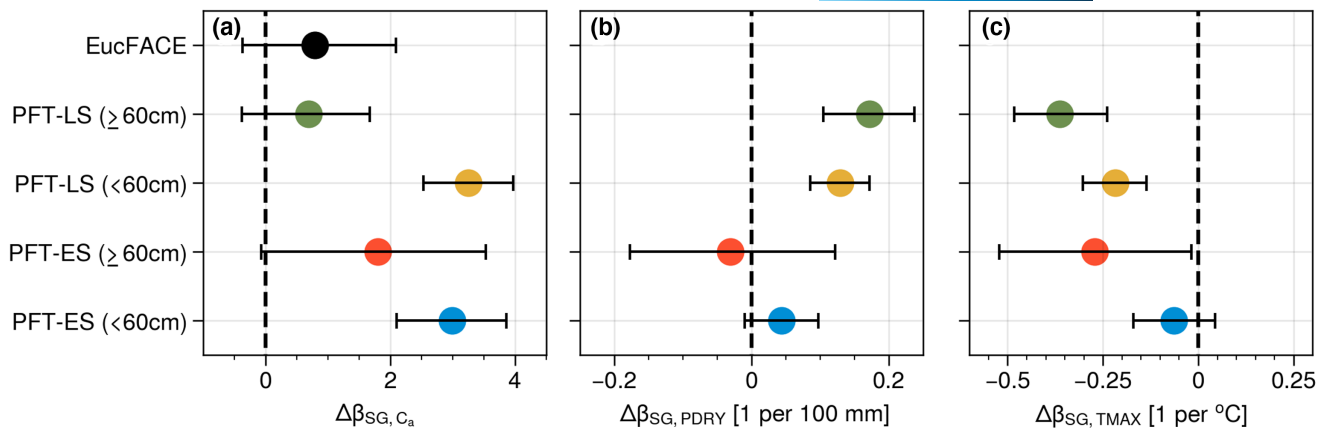 (a)
(b)
(c)
EucFACE
PFT-LS (≥60cm)
PFT-LS (<60cm)
PFT-ES (≥60cm)
PFT-ES (<60cm)
0 2 4
−0.2 0 0.2
−0.5 −0.25 0 0.25
ΔβSG, Ca
ΔβSG, PDRY [1 per 100 mm]
ΔβSG, TMAX [1 per ºC]